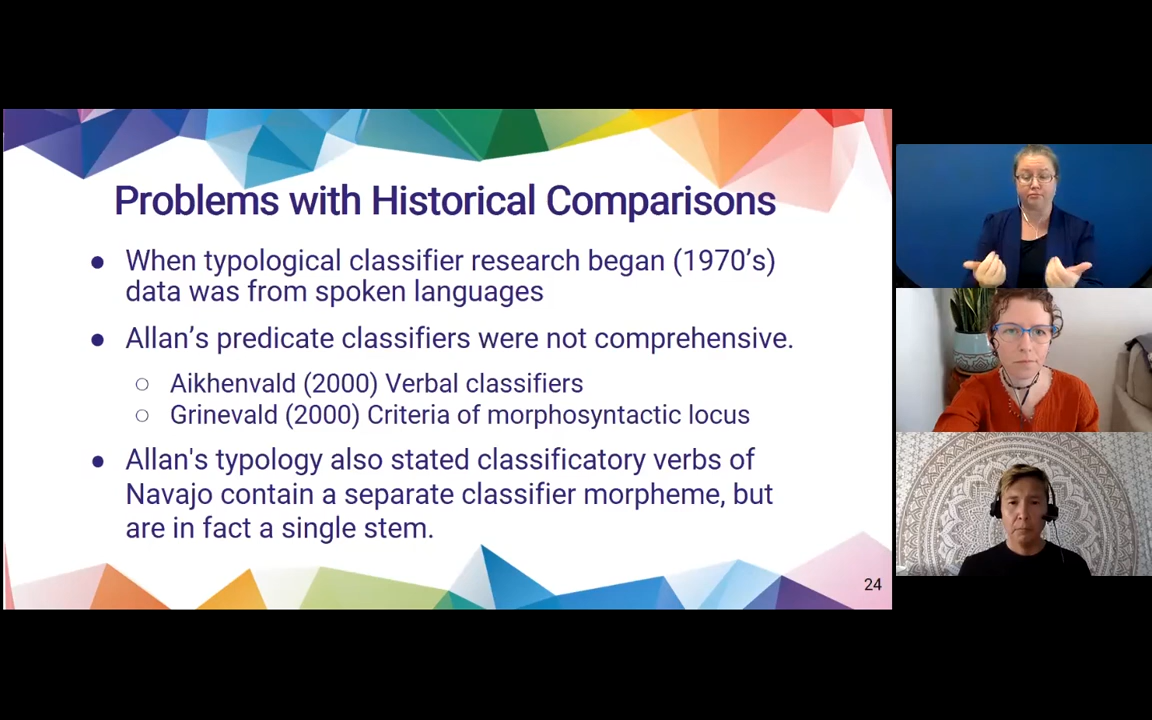 Problems with Historical Comparisons
● When typological classifier research began (1970’s)
data was from spoken languages
● Allan’s predicate classifiers were not comprehensive.
○ Aikhenvald (2000) Verbal classifiers
○ Grinevald (2000) Criteria of morphosyntactic locus
● Allan's typology also stated classificatory verbs of
Navajo contain a separate classifier morpheme, but
are in fact a single stem.
24